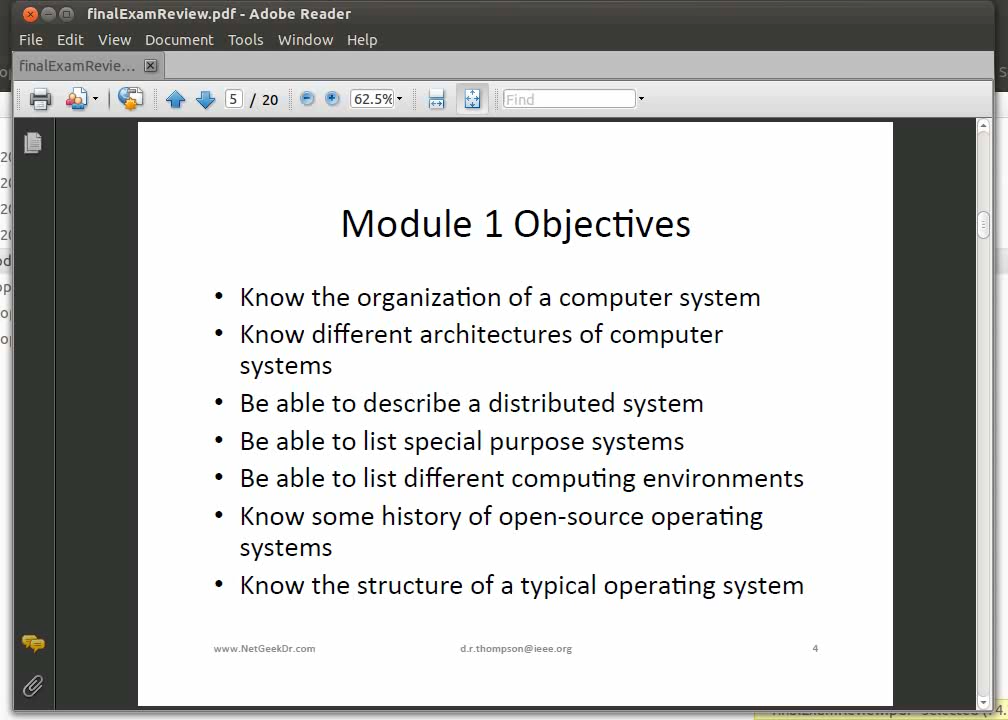 finalExamReview.pdf - Adobe Reader
File Edit View Document Tools Window Help
finalExamRevie...
5 / 20 62.5% Find
Module 1 Objectives
• Know the organization of a computer system
• Know different architectures of computer
systems
• Be able to describe a distributed system
• Be able to list special purpose systems
• Be able to list different computing environments
• Know some history of open-source operating
systems
• Know the structure of a typical operating system
www.NetGeekDr.com d.r.thompson@ieee.org 4